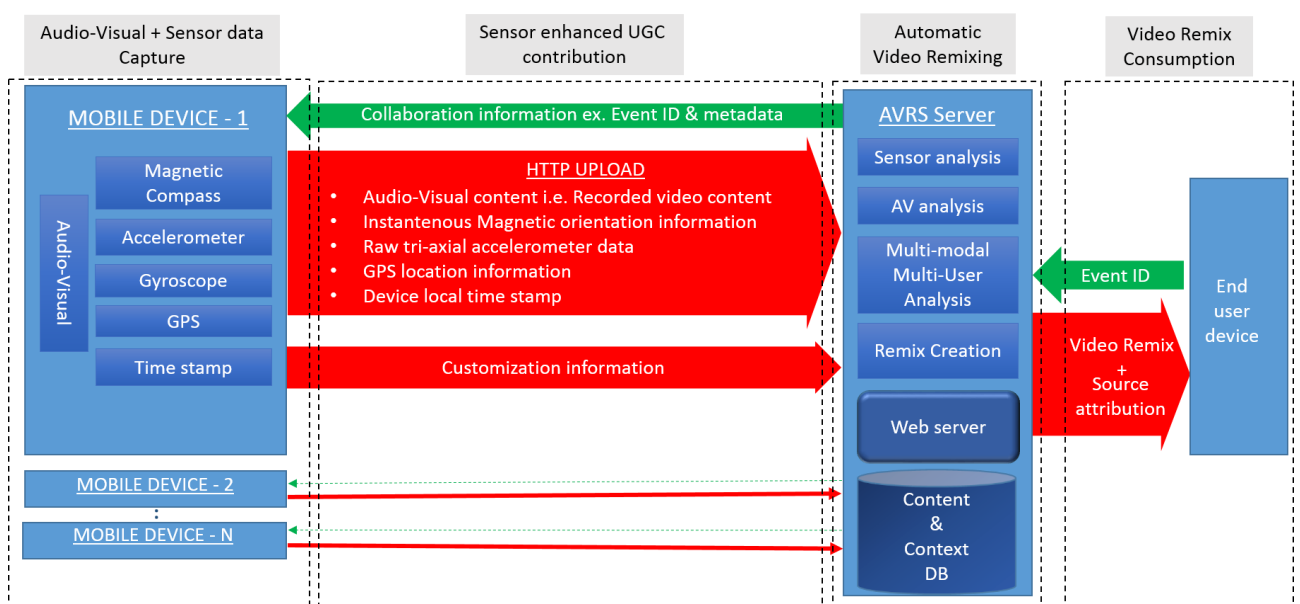 Audio-Visual + Sensor data
Capture
Sensor enhanced UGC
contribution
Automatic
Video Remixing
Video Remix
Consumption
MOBILE DEVICE - 1
Audio-Visual
Magnetic
Compass
Accelerometer
Gyroscope
GPS
Time stamp
Collaboration information ex. Event ID & metadata
HTTP UPLOAD
• Audio-Visual content i.e. Recorded video content
• Instantenous Magnetic orientation information
• Raw tri-axial accelerometer data
• GPS location information
• Device local time stamp
Customization information
AVRS Server
Sensor analysis
AV analysis
Multi-modal
Multi-User
Analysis
Remix Creation
Web server
Content
&
Context
DB
Event ID
Video Remix
+
Source
attribution
End
user
device
MOBILE DEVICE - 2
:
MOBILE DEVICE - N